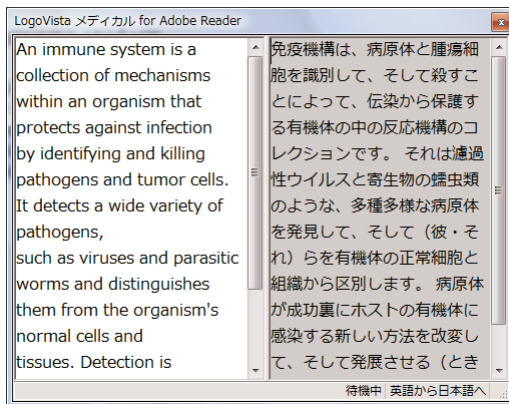 LogoVista メディカル for Adobe Reader
An immune system is a
collection of mechanisms
within an organism that
protects against infection
by identifying and killing
pathogens and tumor cells.
It detects a wide variety of
pathogens,
such as viruses and parasitic
worms and distinguishes
them from the organism's
normal cells and
tissues. Detection is
免疫機構は、病原体と腫瘍細
胞を識別して、そして殺すこ
とによって、伝染から保護す
る有機体の中の反応機構のコ
レクションです。 それは濾過
性ウイルスと寄生物の蠕虫類
のような、多種多様な病原体
を発見して、そして（彼・そ
れ）らを有機体の正常細胞と
組織から区別します。 病原体
が成功裏にホストの有機体に
感染する新しい方法を改変し
て、そして発展させる（とき
待機中 英語から日本語へ